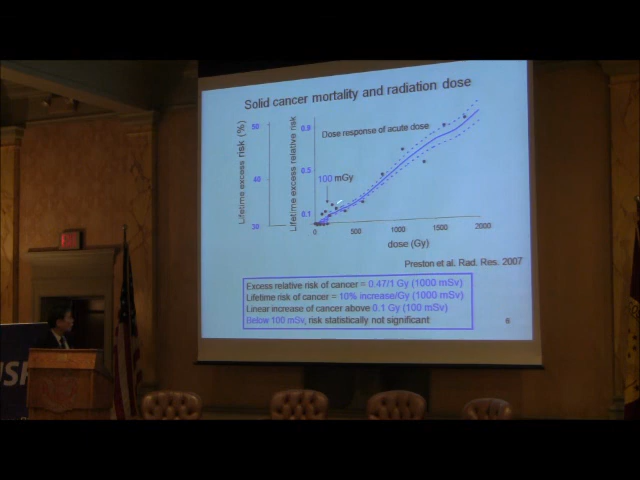 Solid cancer mortality and radiation dose
Lifetime excess risk (%)
50
40
30
Lifetime excess relative risk
0.9
0.5
0.1
Dose response of acute dose
100 mGy
0
500
1000
1500
2000
dose (Gy)
Preston et al. Rad. Res. 2007
Excess relative risk of cancer = 0.47/1 Gy (1000 mSv)
Lifetime risk of cancer = 10% increase/Gy (1000 mSv)
Linear increase of cancer above 0.1 Gy (100 mSv)
Below 100 mSv, risk statistically not significant
6